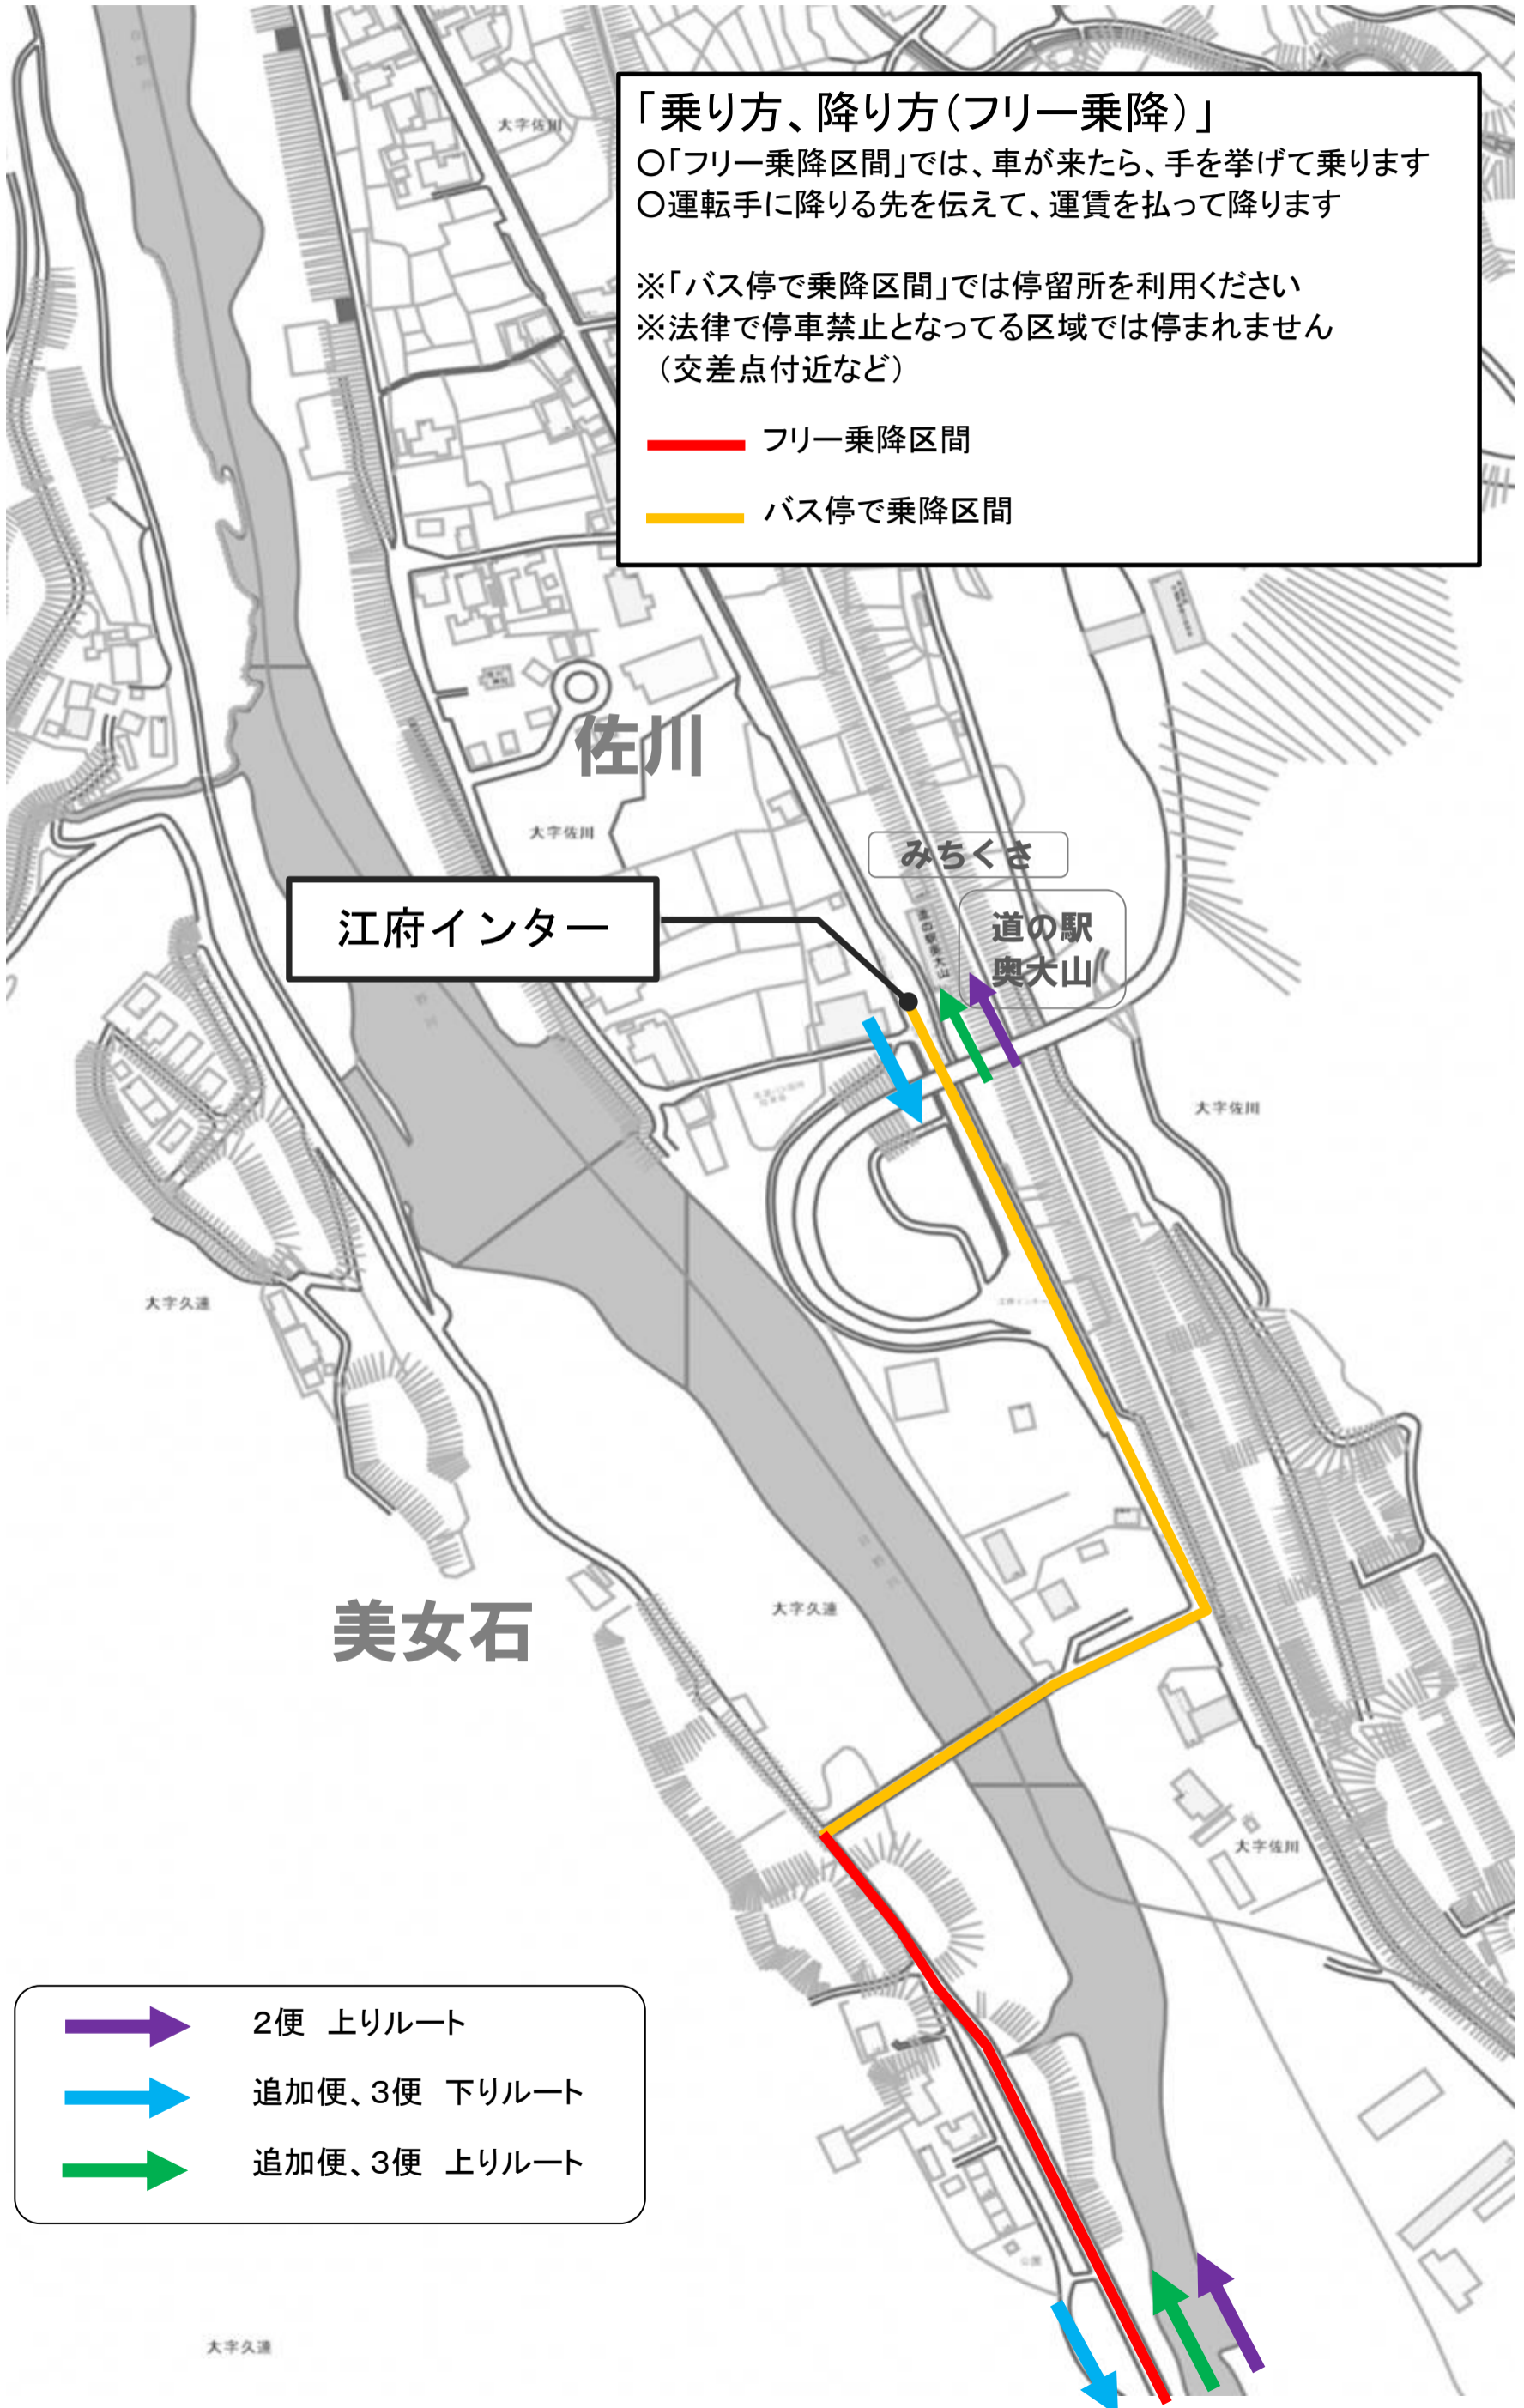 大字佐川
「乗り方、降り方(フリー乗降)」
○「フリー乗降区間」では、車が来たら、手を挙げて乗ります
○運転手に降りる先を伝えて、運賃を払って降ります
※「バス停で乗降区間」では停留所を利用ください
※法律で停車禁止となってる区域では停まれません
(交差点付近など)
フリー乗降区間
バス停で乗降区間
佐川
大字佐川
みちくさ
江府インター
道の駅
奥大山
大字佐川
大字久連
江府インター
美女石
大字久連
大字佐川
2便 上りルート
追加便、3便 下りルート
追加便、3便 上りルート
公園
大字久連